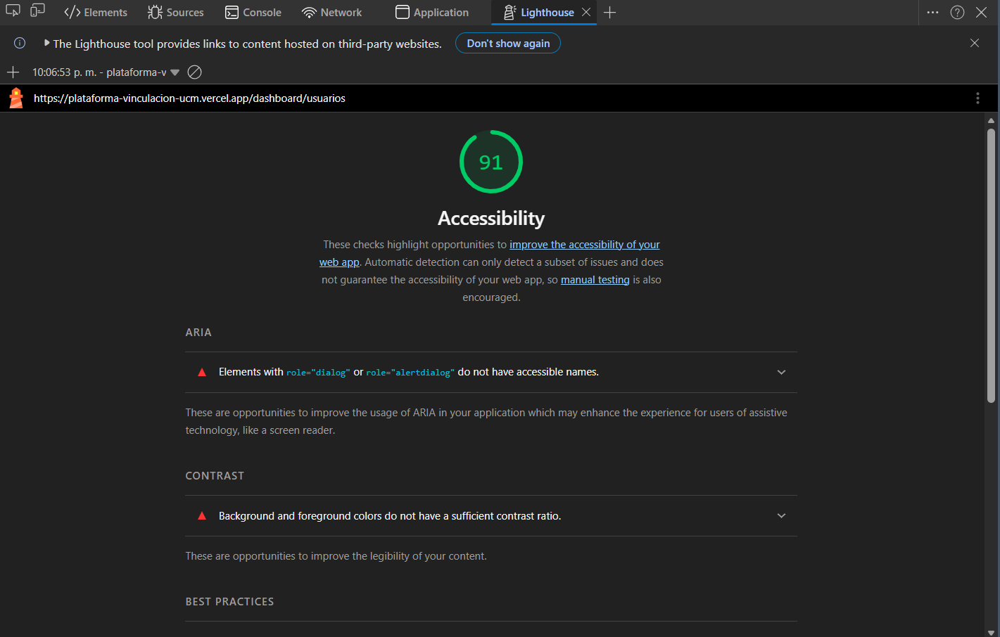 Elements
Sources
Console
Network
Application
Lighthouse
The Lighthouse tool provides links to content hosted on third-party websites.
Don't show again
10:06:53 p. m. - plataforma-v
https://plataforma-vinculacion-ucm.vercel.app/dashboard/usuarios
91
Accessibility
These checks highlight opportunities to improve the accessibility of your
web app. Automatic detection can only detect a subset of issues and does
not guarantee the accessibility of your web app, so manual testing is also
encouraged.
ARIA
Elements with role="dialog" or role="alertdialog" do not have accessible names.
These are opportunities to improve the usage of ARIA in your application which may enhance the experience for users of assistive
technology, like a screen reader.
CONTRAST
Background and foreground colors do not have a sufficient contrast ratio.
These are opportunities to improve the legibility of your content.
BEST PRACTICES